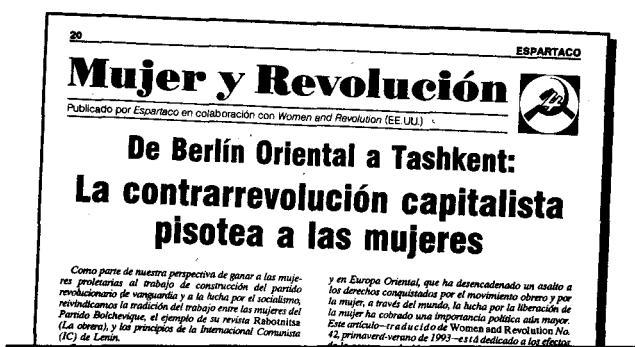 20
ESPARTACO
Mujer y Revolución
Publicado por Espartaco en colaboración con Women and Revolution (EE.UU.)
De Berlín Oriental a Tashkent:
La contrarrevolución capitalista
pisotea a las mujeres
Como parte de nuestra perspectiva de ganar a las muje-
res proletarias al trabajo de construcción del partido
revolucionario de vanguardia y a la lucha por el socialismo,
reivindicamos la tradición del trabajo entre las mujeres del
Partido Bolchevique, el ejemplo de su revista Rabotnitsa
(La obrera), y los principios de la Internacional Comunista
(IC) de Lenin.
y en Europa Oriental, que ha desencadenado un asalto a
los derechos conquistados por el movimiento obrero y por
la mujer, a través del mundo, la lucha por la liberación de
la mujer ha cobrado una importancia política aún mayor.
Este artículo—traducido de Women and Revolution No.
42, primavera-verano de 1993—está dedicado a los efectos